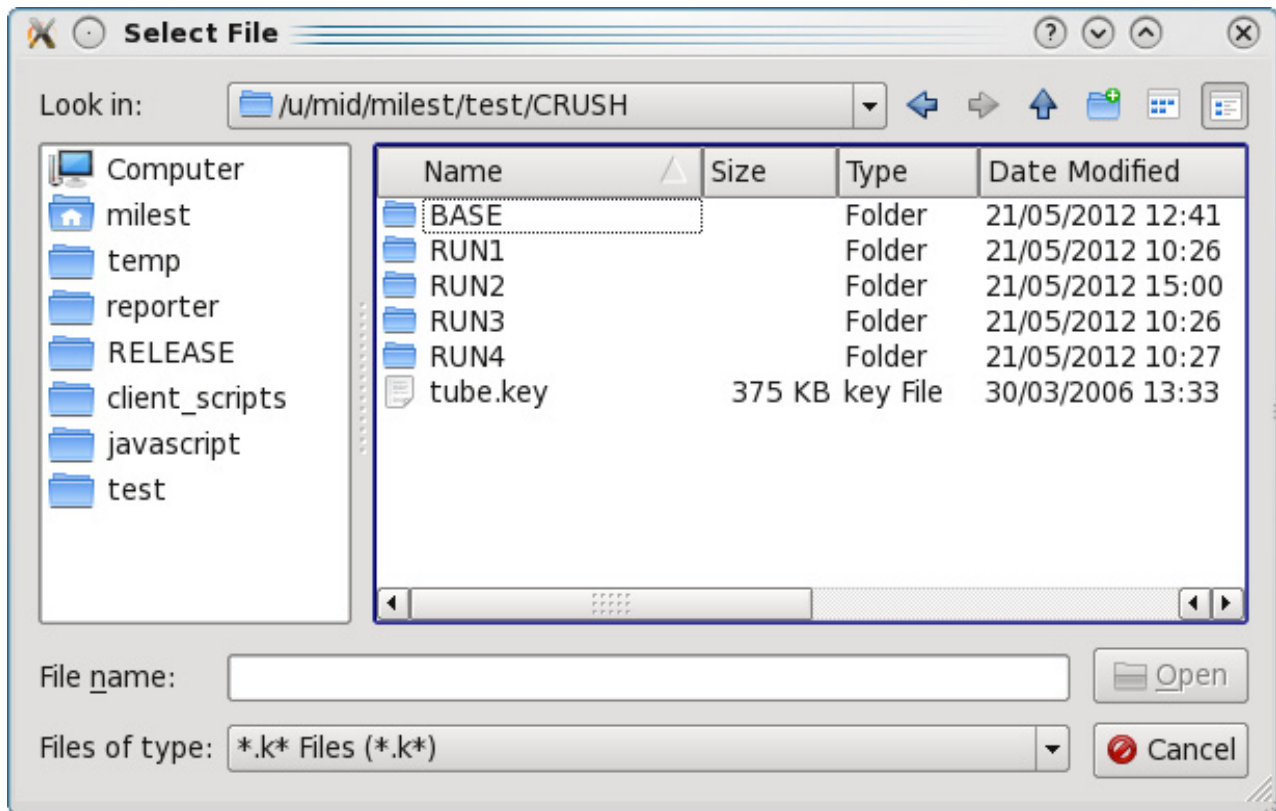 Select File
Look in: /u/mid/milest/test/CRUSH
Computer
milest
temp
reporter
RELEASE
client_scripts
javascript
test
Name Size Type Date Modified
BASE Folder 21/05/2012 12:41
RUN1 Folder 21/05/2012 10:26
RUN2 Folder 21/05/2012 15:00
RUN3 Folder 21/05/2012 10:26
RUN4 Folder 21/05/2012 10:27
tube.key 375 KB key File 30/03/2006 13:33
File name: Open
Files of type: *.k* Files (*.k*) Cancel